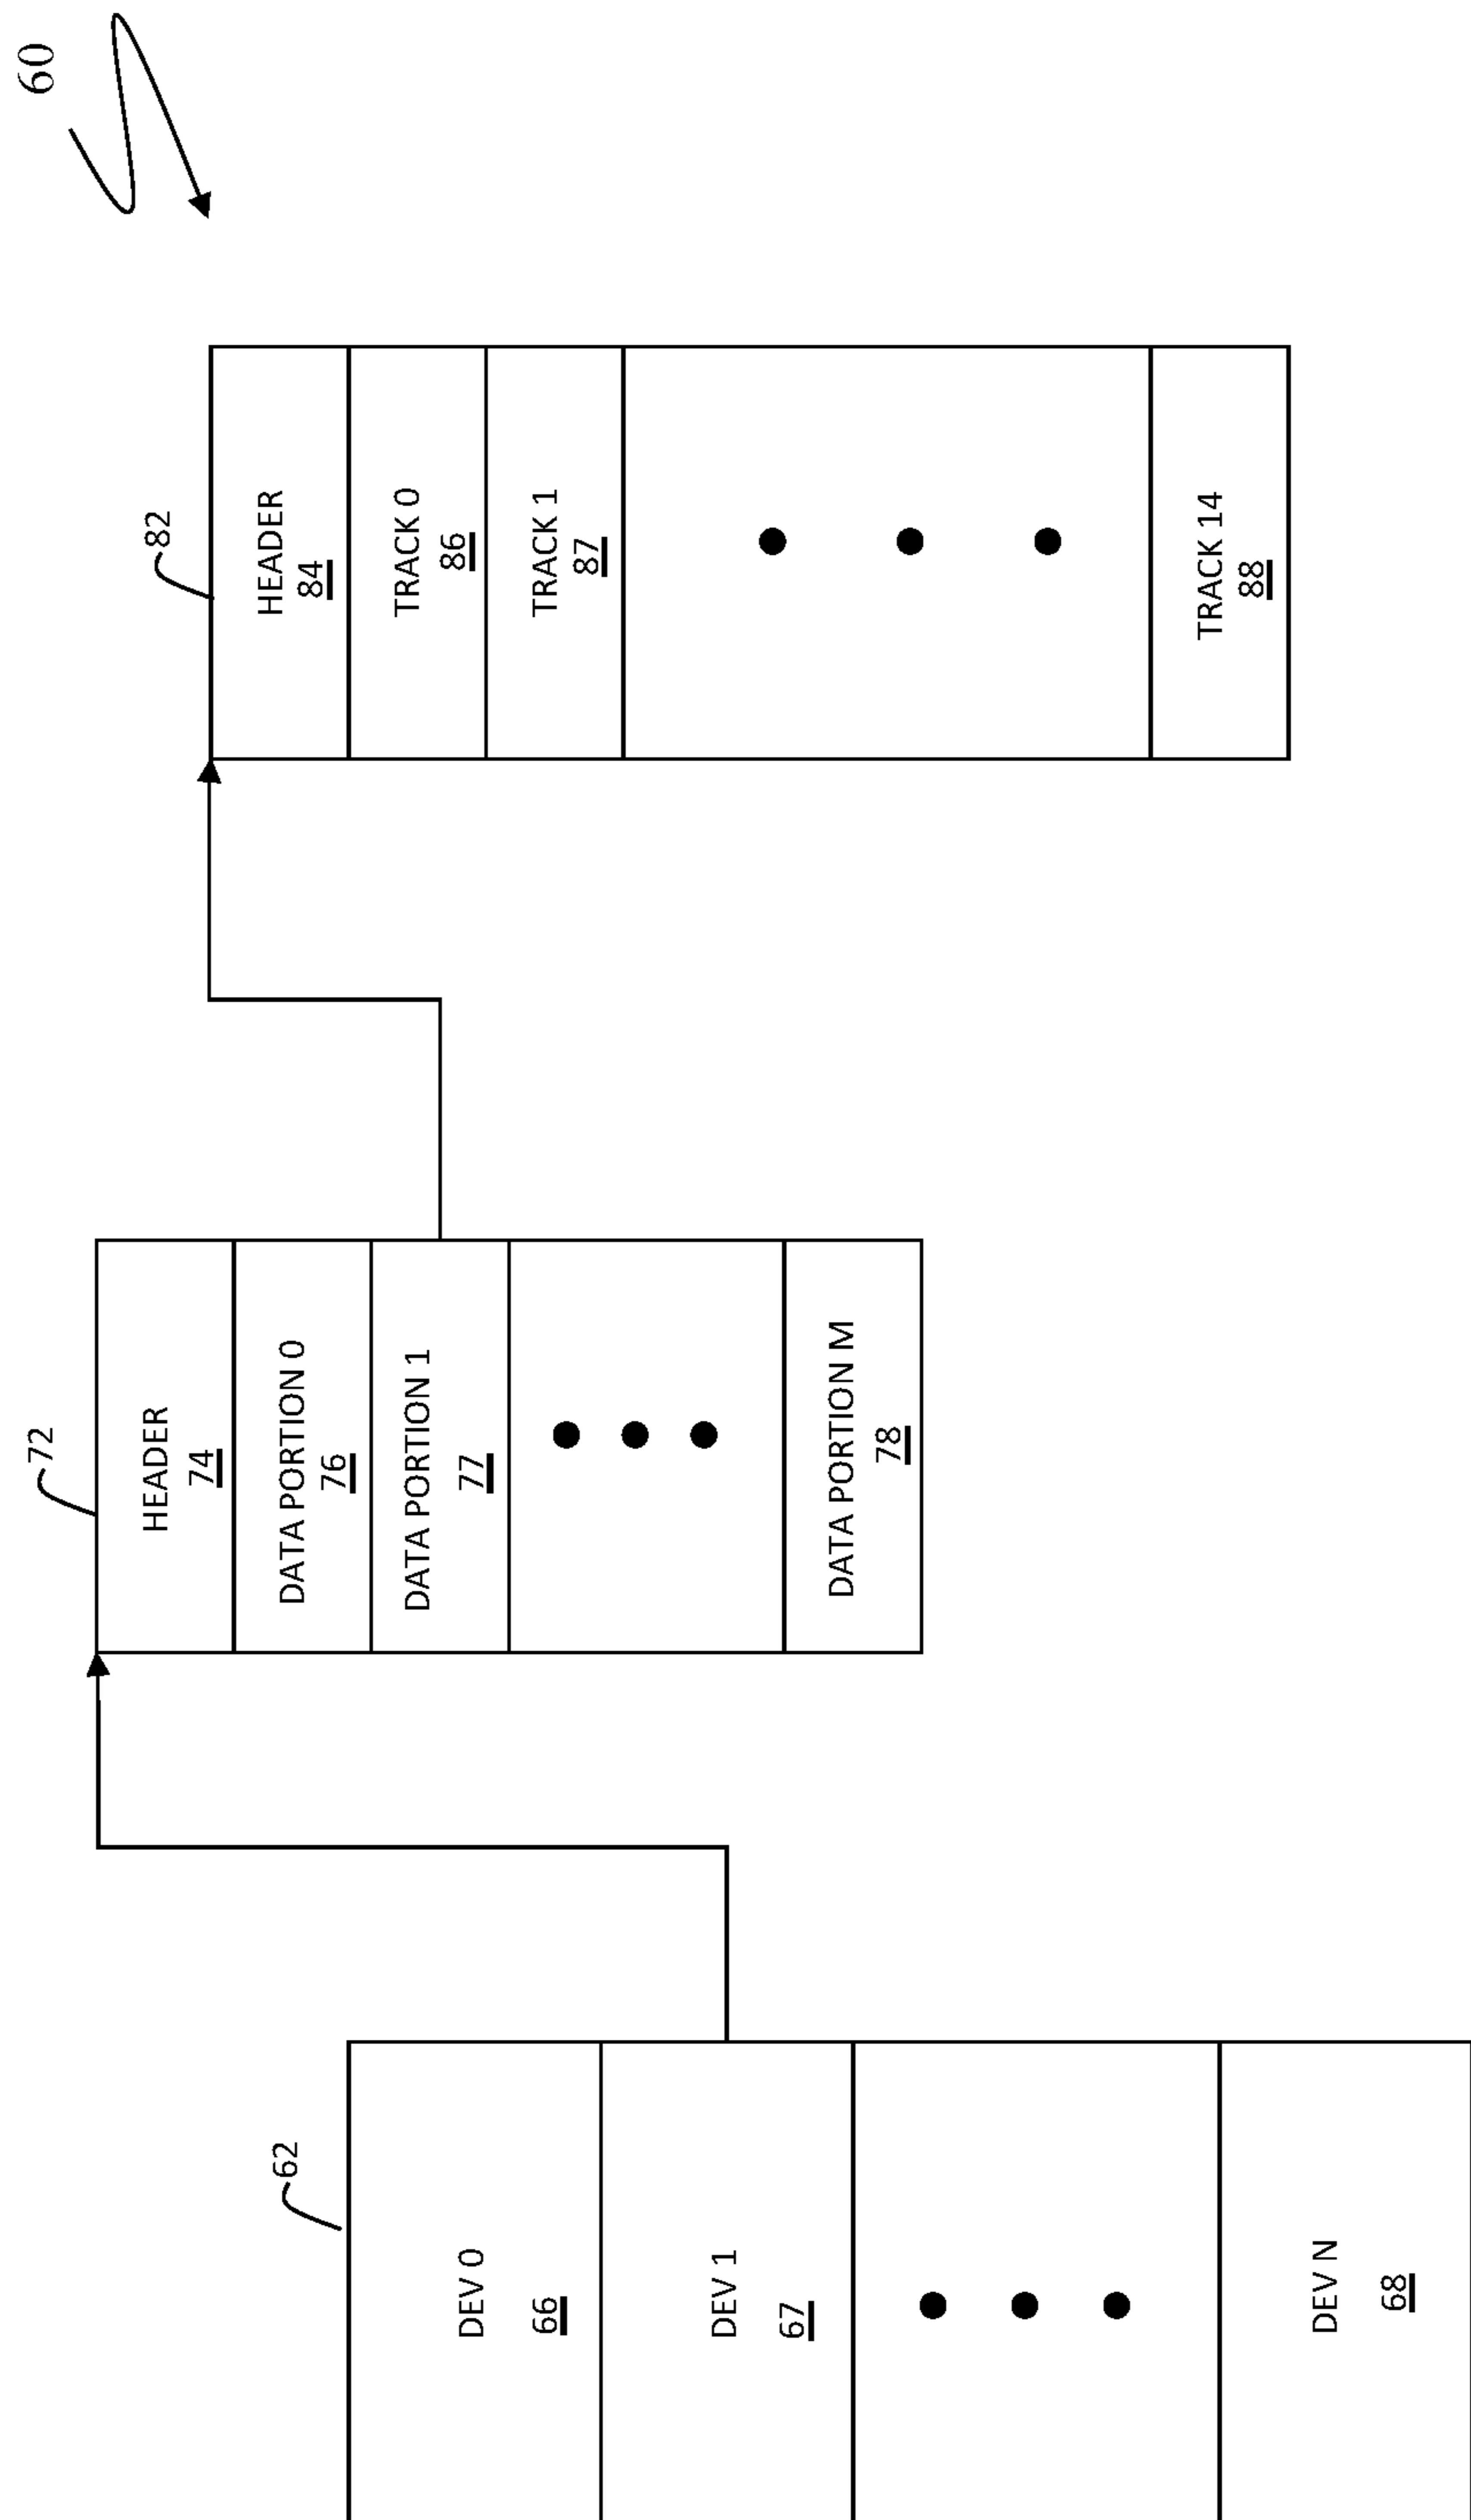 60
62
DEV 0
66
DEV 1
67
DEV N
68
72
HEADER
74
DATA PORTION 0
76
DATA PORTION 1
77
DATA PORTION M
78
82
HEADER
84
TRACK 0
86
TRACK 1
87
TRACK 14
88